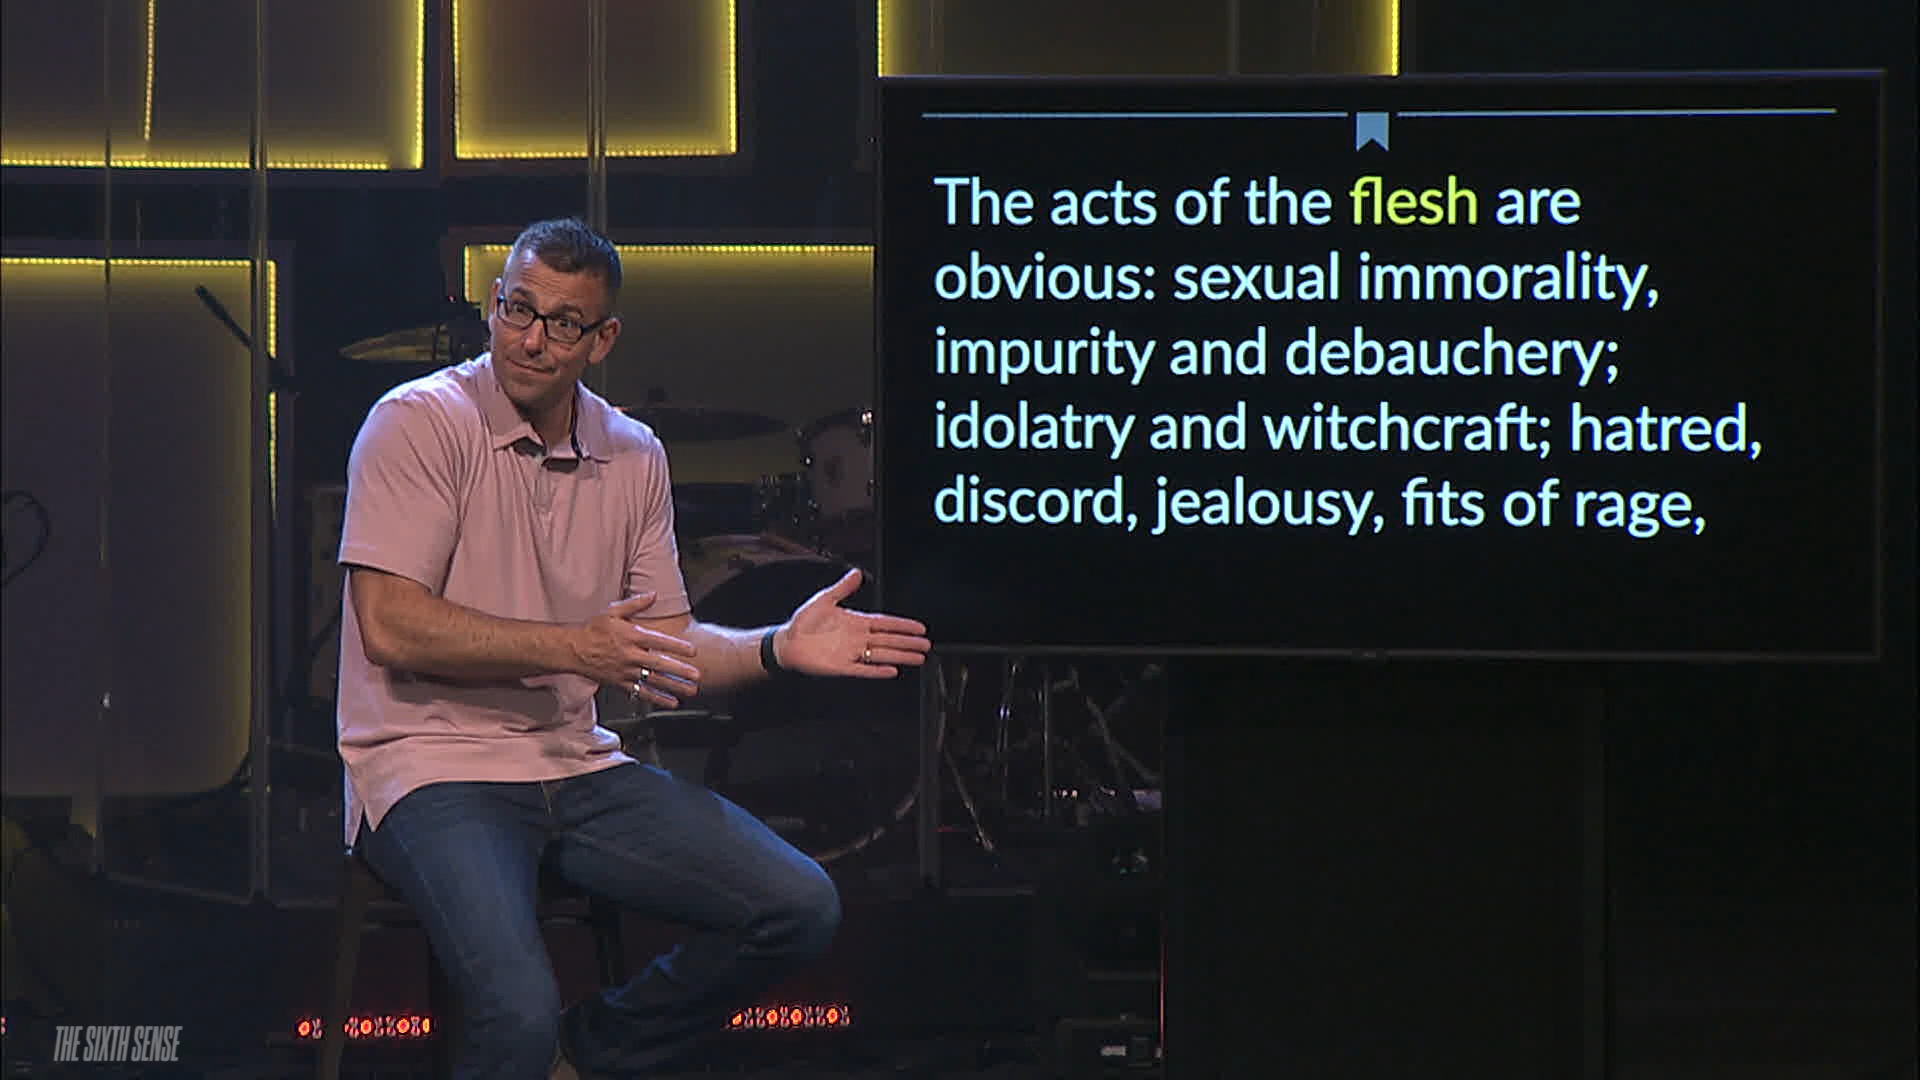 The acts of the flesh are
obvious: sexual immorality,
impurity and debauchery;
idolatry and witchcraft; hatred,
discord, jealousy, fits of rage,
THE SIXTH SENSE